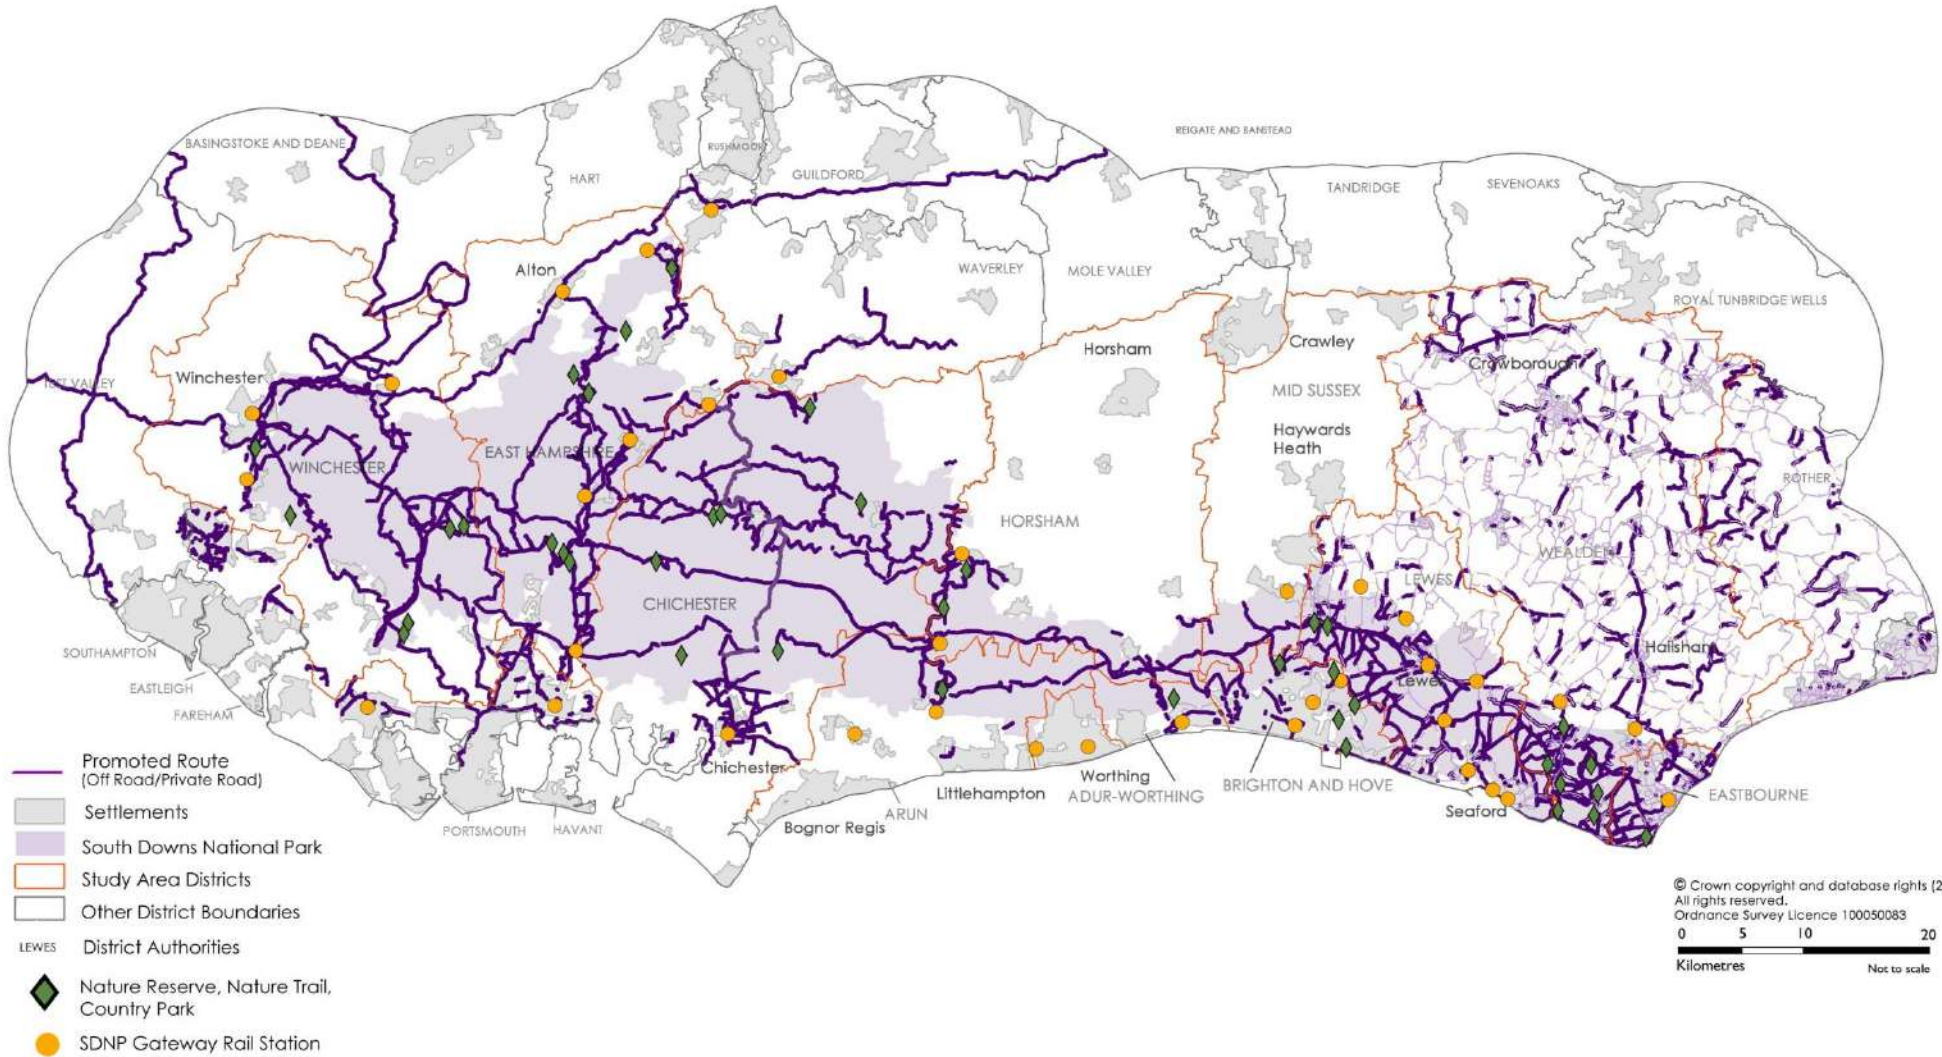 REIGATE AND BANSTEAD
BASINGSTOKE AND DEANE
RUSHMOOR
HART
GUILDFORD
TANDRIDGE
SEVENOAKS
Alton
WAVERLEY
MOLE VALLEY
ROYAL TUNBRIDGE WELLS
Horsham
Crawley
Crowborough
TEST VALLEY
Winchester
MID SUSSEX
Haywards
Heath
EAST HAMPSHIRE
WINCHESTER
ROTHER
HORSHAM
WEALDEN
LEWES
CHICHESTER
Hailsham
SOUTHAMPTON
Lewes
EASTLEIGH
FAREHAM
Chichester
Worthing
ADUR-WORTHING
BRIGHTON AND HOVE
EASTBOURNE
Littlehampton
Seaford
ARUN
Bognor Regis
PORTSMOUTH
HAVANT
Promoted Route
(Off Road/Private Road)
Settlements
South Downs National Park
Study Area Districts
Other District Boundaries
LEWES District Authorities
Nature Reserve, Nature Trail,
Country Park
SDNP Gateway Rail Station
© Crown copyright and database rights (2
All rights reserved.
Ordnance Survey Licence 100050083
0 5 10 20
Kilometres Not to scale